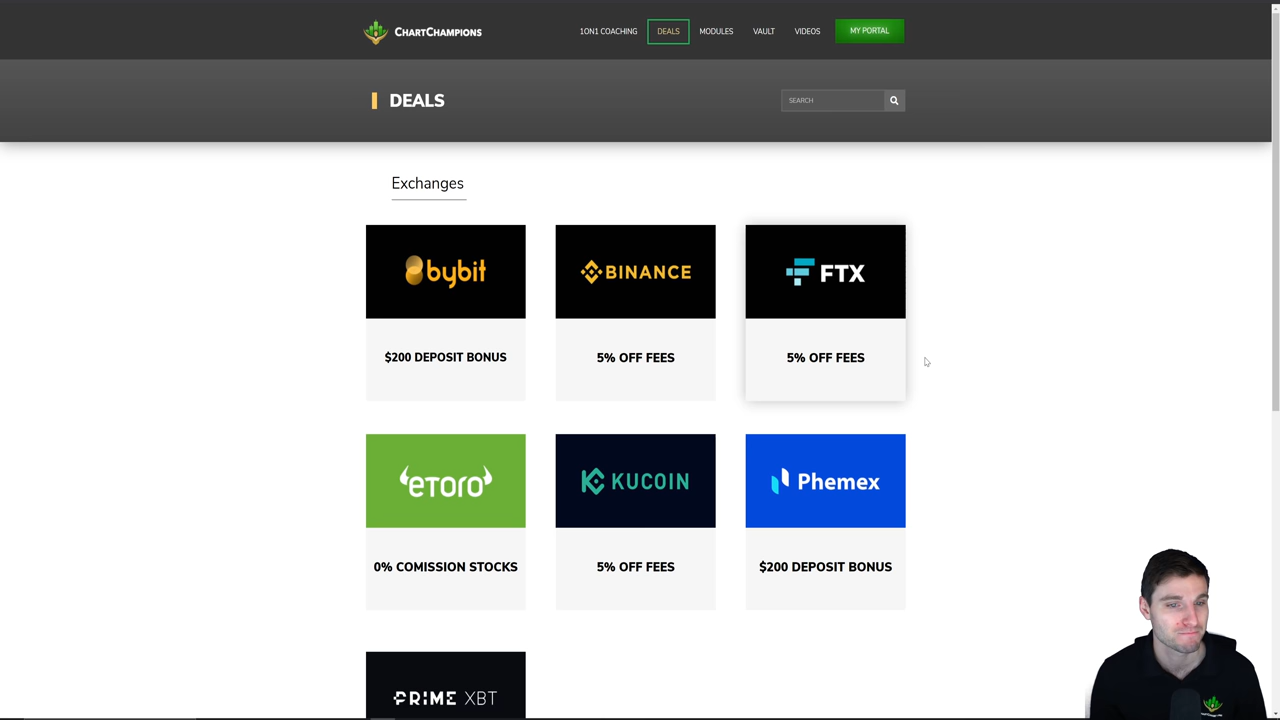 ChartChampions
1ON1 COACHING
DEALS
MODULES
VAULT
VIDEOS
MY PORTAL
DEALS
SEARCH
Exchanges
bybit
BINANCE
FTX
$200 DEPOSIT BONUS
5% OFF FEES
5% OFF FEES
eToro
KUCOIN
Phemex
0% COMISSION STOCKS
5% OFF FEES
$200 DEPOSIT BONUS
PRIME XBT